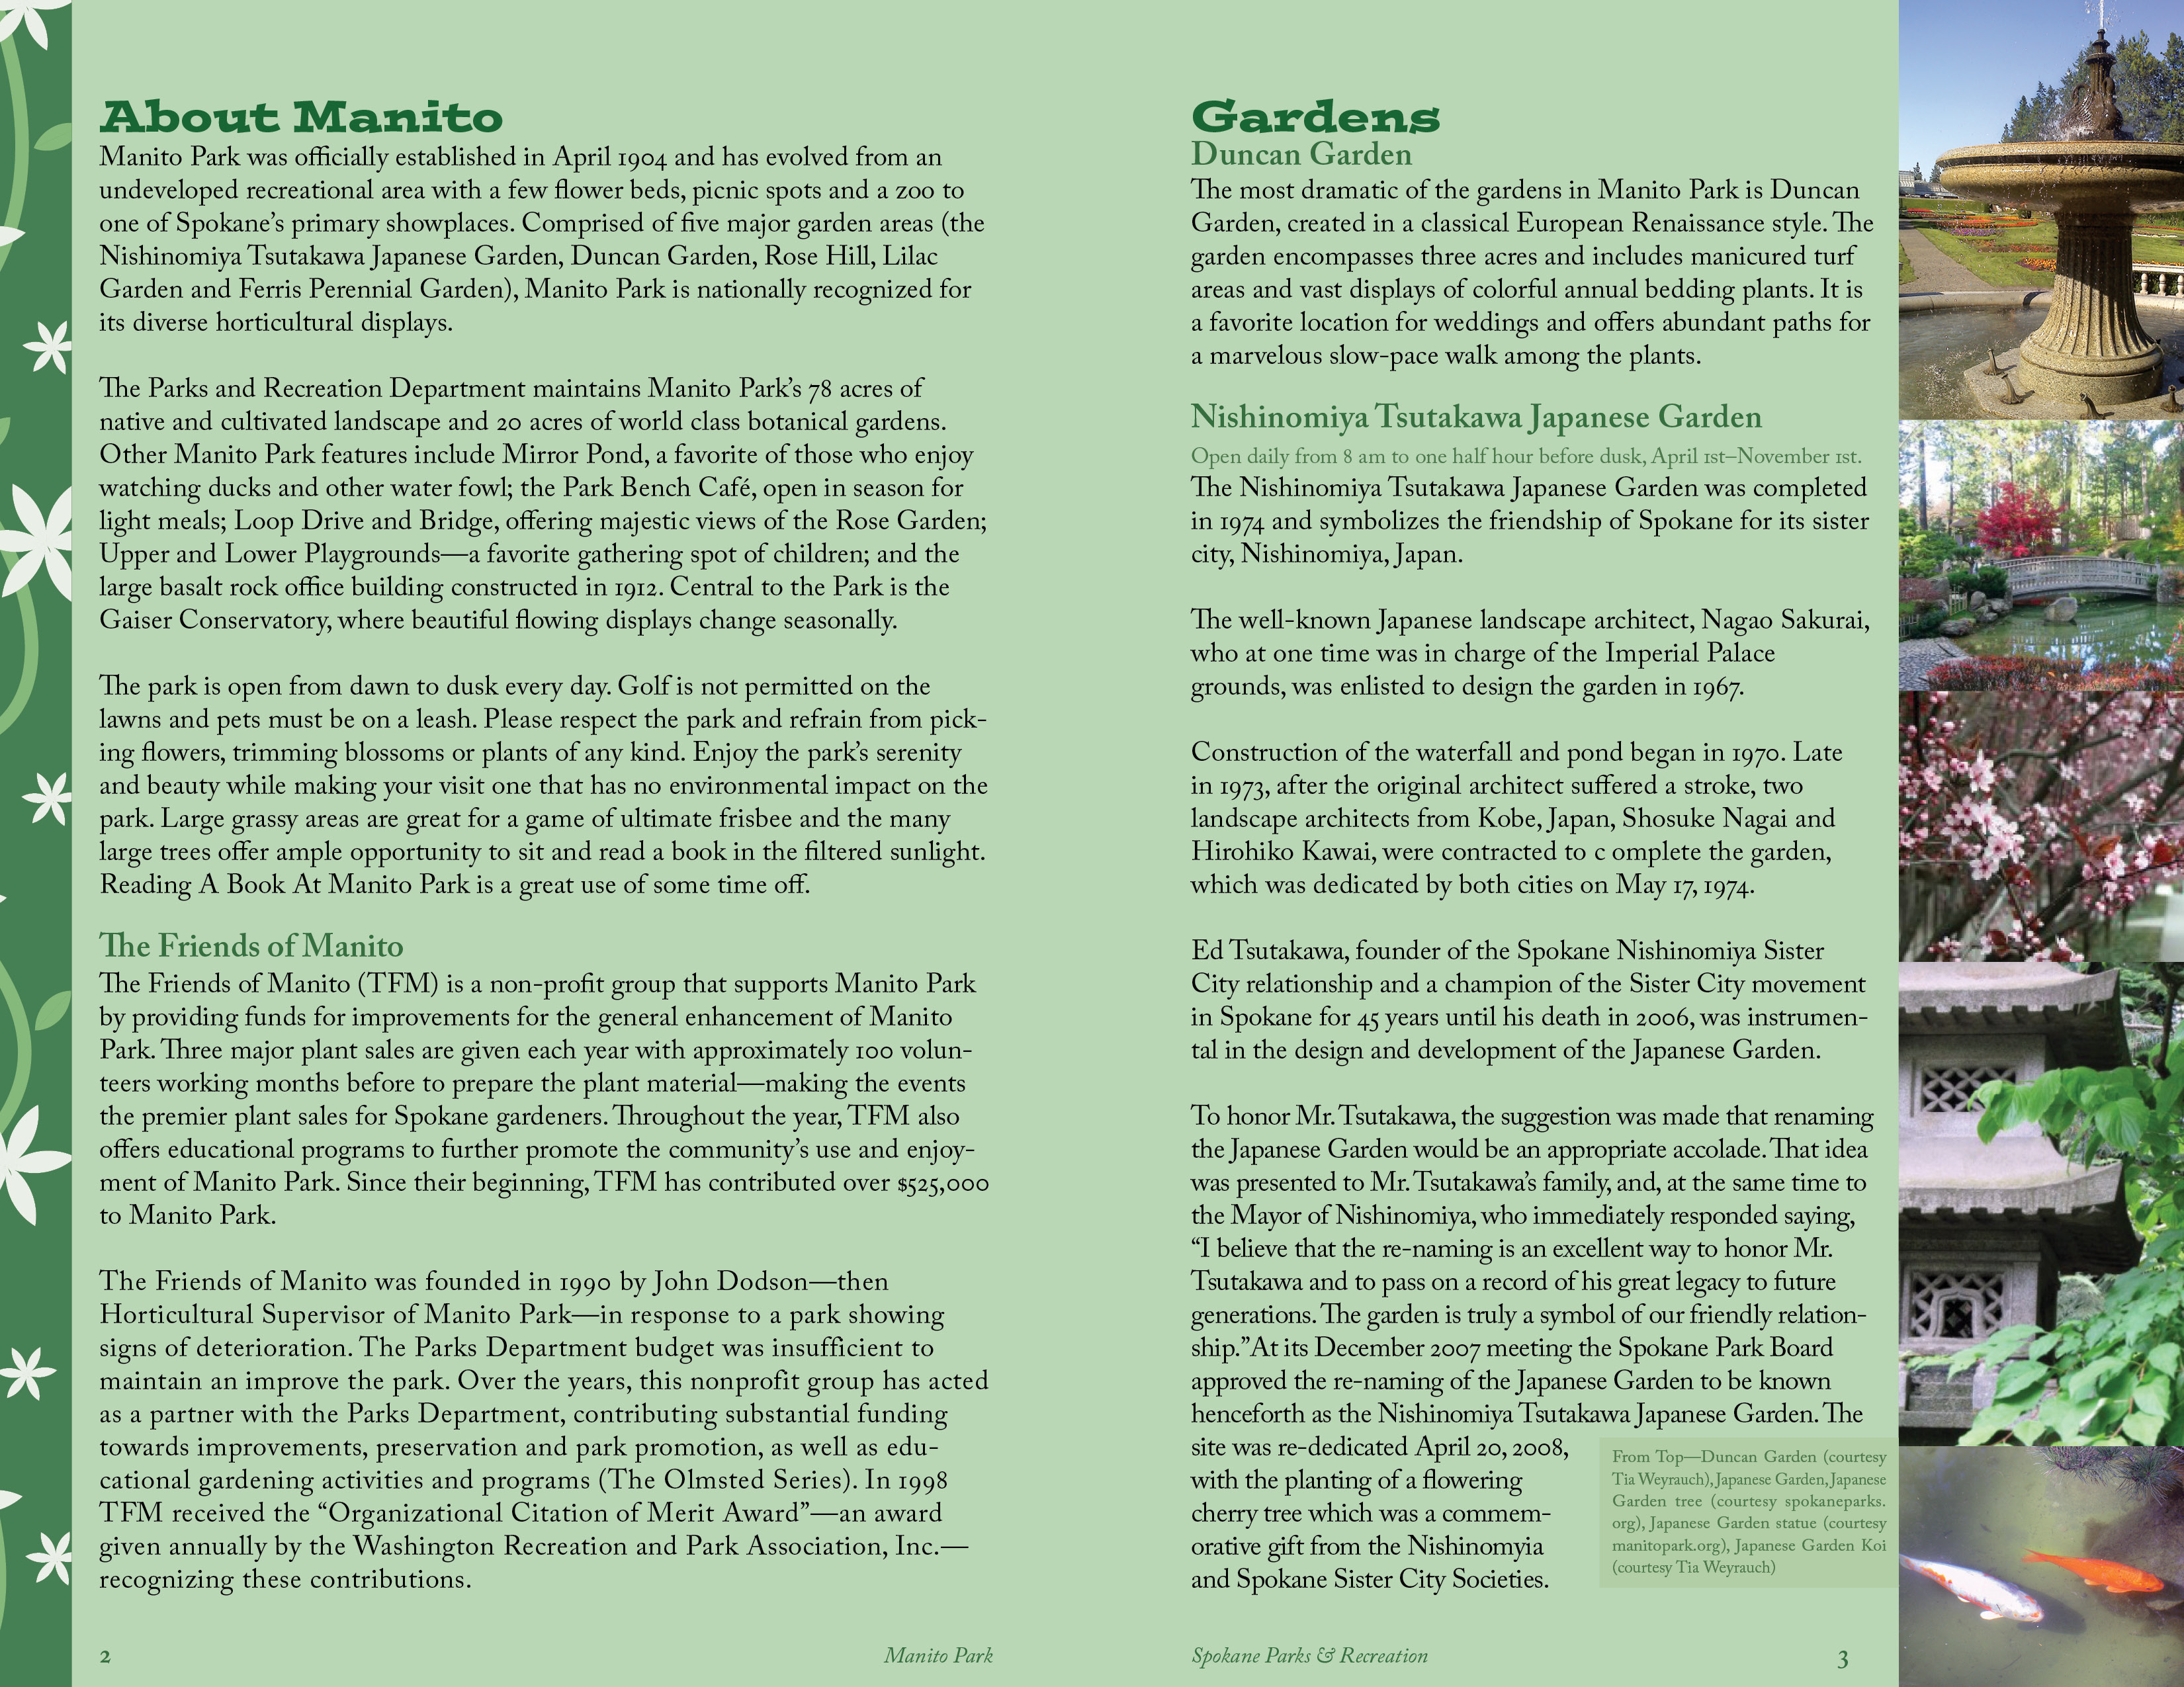 About Manito
Manito Park was officially established in April 1904 and has evolved from an
undeveloped recreational area with a few flower beds, picnic spots and a zoo to
one of Spokane’s primary showplaces. Comprised of five major garden areas (the
Nishinomiya Tsutakawa Japanese Garden, Duncan Garden, Rose Hill, Lilac
Garden and Ferris Perennial Garden), Manito Park is nationally recognized for
its diverse horticultural displays.
The Parks and Recreation Department maintains Manito Park’s 78 acres of
native and cultivated landscape and 20 acres of world class botanical gardens.
Other Manito Park features include Mirror Pond, a favorite of those who enjoy
watching ducks and other water fowl; the Park Bench Café, open in season for
light meals; Loop Drive and Bridge, offering majestic views of the Rose Garden;
Upper and Lower Playgrounds—a favorite gathering spot of children; and the
large basalt rock office building constructed in 1912. Central to the Park is the
Gaiser Conservatory, where beautiful flowing displays change seasonally.
The park is open from dawn to dusk every day. Golf is not permitted on the
lawns and pets must be on a leash. Please respect the park and refrain from pick-
ing flowers, trimming blossoms or plants of any kind. Enjoy the park’s serenity
and beauty while making your visit one that has no environmental impact on the
park. Large grassy areas are great for a game of ultimate frisbee and the many
large trees offer ample opportunity to sit and read a book in the filtered sunlight.
Reading A Book At Manito Park is a great use of some time off.
The Friends of Manito
The Friends of Manito (TFM) is a non-profit group that supports Manito Park
by providing funds for improvements for the general enhancement of Manito
Park. Three major plant sales are given each year with approximately 100 volun-
teers working months before to prepare the plant material—making the events
the premier plant sales for Spokane gardeners. Throughout the year, TFM also
offers educational programs to further promote the community’s use and enjoy-
ment of Manito Park. Since their beginning, TFM has contributed over $525,000
to Manito Park.
The Friends of Manito was founded in 1990 by John Dodson—then
Horticultural Supervisor of Manito Park—in response to a park showing
signs of deterioration. The Parks Department budget was insufficient to
maintain an improve the park. Over the years, this nonprofit group has acted
as a partner with the Parks Department, contributing substantial funding
towards improvements, preservation and park promotion, as well as edu-
cational gardening activities and programs (The Olmsted Series). In 1998
TFM received the “Organizational Citation of Merit Award”—an award
given annually by the Washington Recreation and Park Association, Inc.—
recognizing these contributions.
2
Manito Park
Gardens
Duncan Garden
The most dramatic of the gardens in Manito Park is Duncan
Garden, created in a classical European Renaissance style. The
garden encompasses three acres and includes manicured turf
areas and vast displays of colorful annual bedding plants. It is
a favorite location for weddings and offers abundant paths for
a marvelous slow-pace walk among the plants.
Nishinomiya Tsutakawa Japanese Garden
Open daily from 8 am to one half hour before dusk, April 1st–November 1st.
The Nishinomiya Tsutakawa Japanese Garden was completed
in 1974 and symbolizes the friendship of Spokane for its sister
city, Nishinomiya, Japan.
The well-known Japanese landscape architect, Nagao Sakurai,
who at one time was in charge of the Imperial Palace
grounds, was enlisted to design the garden in 1967.
Construction of the waterfall and pond began in 1970. Late
in 1973, after the original architect suffered a stroke, two
landscape architects from Kobe, Japan, Shosuke Nagai and
Hirohiko Kawai, were contracted to c omplete the garden,
which was dedicated by both cities on May 17, 1974.
Ed Tsutakawa, founder of the Spokane Nishinomiya Sister
City relationship and a champion of the Sister City movement
in Spokane for 45 years until his death in 2006, was instrumen-
tal in the design and development of the Japanese Garden.
To honor Mr. Tsutakawa, the suggestion was made that renaming
the Japanese Garden would be an appropriate accolade. That idea
was presented to Mr. Tsutakawa’s family, and, at the same time to
the Mayor of Nishinomiya, who immediately responded saying,
“I believe that the re-naming is an excellent way to honor Mr.
Tsutakawa and to pass on a record of his great legacy to future
generations. The garden is truly a symbol of our friendly relation-
ship.” At its December 2007 meeting the Spokane Park Board
approved the re-naming of the Japanese Garden to be known
henceforth as the Nishinomiya Tsutakawa Japanese Garden. The
site was re-dedicated April 20, 2008,
with the planting of a flowering
cherry tree which was a commem-
orative gift from the Nishinomyia
and Spokane Sister City Societies.
From Top—Duncan Garden (courtesy
Tia Weyrauch), Japanese Garden, Japanese
Garden tree (courtesy spokaneparks.
org), Japanese Garden statue (courtesy
manitopark.org), Japanese Garden Koi
(courtesy Tia Weyrauch)
Spokane Parks & Recreation
3